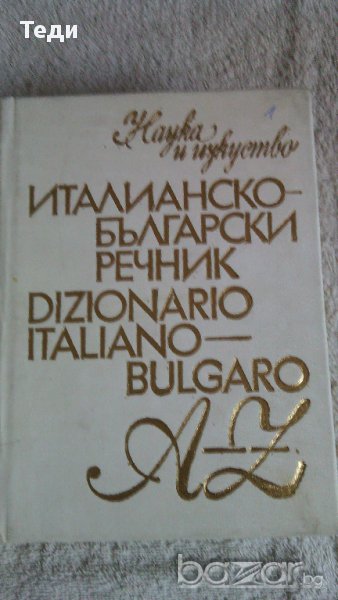 Теди
Наука
и изкуство
ИТАЛИАНСКО-
БЪЛГАРСКИ
РЕЧНИК
DIZIONARIO
ITALIANO—
BULGARO
A-Z
bazar.bg